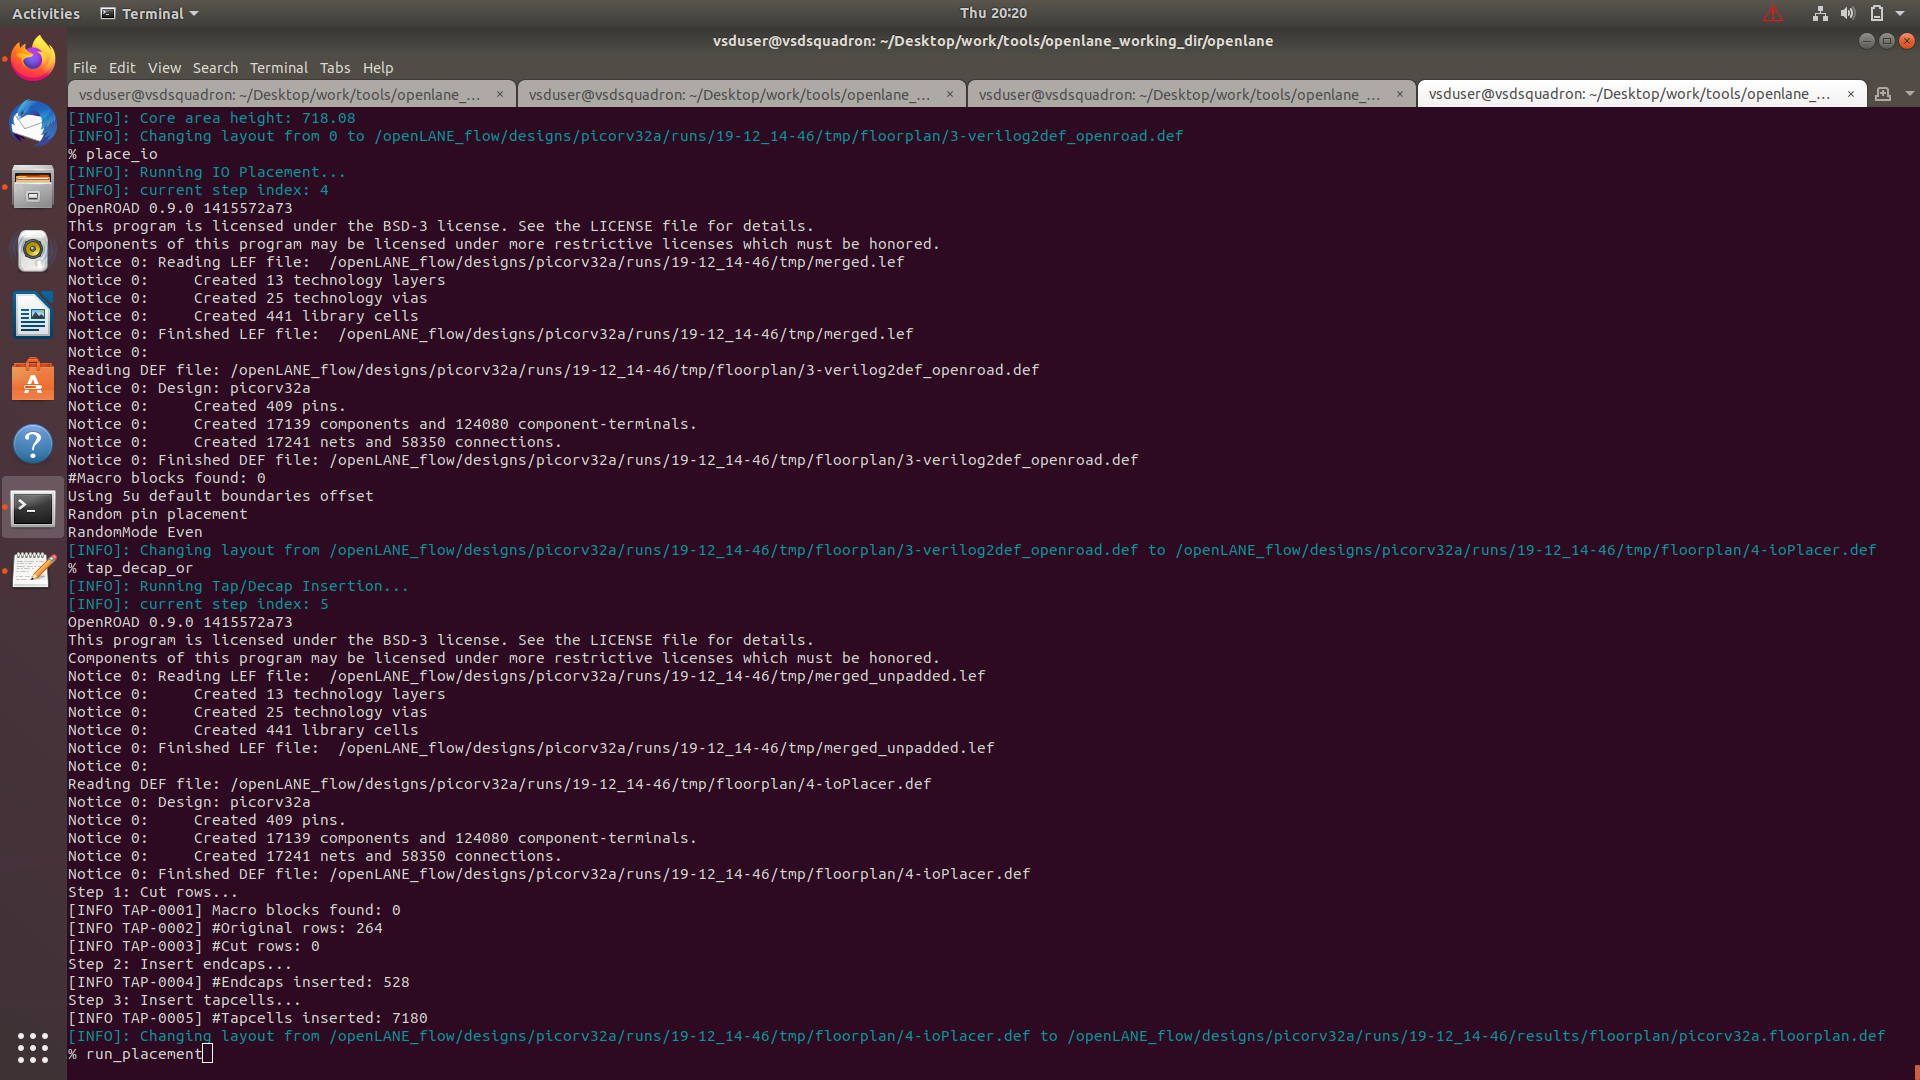 Activities Terminal Thu 20:20
vsduser@vsdsquadron: ~/Desktop/work/tools/openlane_working_dir/openlane
File Edit View Search Terminal Tabs Help
vsduser@vsdsquadron: ~/Desktop/work/tools/openlane_... × vsduser@vsdsquadron: ~/Desktop/work/tools/openlane_... × vsduser@vsdsquadron: ~/Desktop/work/tools/openlane_... × vsduser@vsdsquadron: ~/Desktop/work/tools/openlane_... ×
[INFO]: Core area height: 718.08
[INFO]: Changing layout from 0 to /openLANE_flow/designs/picorv32a/runs/19-12_14-46/tmp/floorplan/3-verilog2def_openroad.def
% place_io
[INFO]: Running IO Placement...
[INFO]: current step index: 4
OpenROAD 0.9.0 1415572a73
This program is licensed under the BSD-3 license. See the LICENSE file for details.
Components of this program may be licensed under more restrictive licenses which must be honored.
Notice 0: Reading LEF file:  /openLANE_flow/designs/picorv32a/runs/19-12_14-46/tmp/merged.lef
Notice 0:     Created 13 technology layers
Notice 0:     Created 25 technology vias
Notice 0:     Created 441 library cells
Notice 0: Finished LEF file:  /openLANE_flow/designs/picorv32a/runs/19-12_14-46/tmp/merged.lef
Notice 0:
Reading DEF file: /openLANE_flow/designs/picorv32a/runs/19-12_14-46/tmp/floorplan/3-verilog2def_openroad.def
Notice 0: Design: picorv32a
Notice 0:     Created 409 pins.
Notice 0:     Created 17139 components and 124080 component-terminals.
Notice 0:     Created 17241 nets and 58350 connections.
Notice 0: Finished DEF file: /openLANE_flow/designs/picorv32a/runs/19-12_14-46/tmp/floorplan/3-verilog2def_openroad.def
#Macro blocks found: 0
Using 5u default boundaries offset
Random pin placement
RandomMode Even
[INFO]: Changing layout from /openLANE_flow/designs/picorv32a/runs/19-12_14-46/tmp/floorplan/3-verilog2def_openroad.def to /openLANE_flow/designs/picorv32a/runs/19-12_14-46/tmp/floorplan/4-ioPlacer.def
% tap_decap_or
[INFO]: Running Tap/Decap Insertion...
[INFO]: current step index: 5
OpenROAD 0.9.0 1415572a73
This program is licensed under the BSD-3 license. See the LICENSE file for details.
Components of this program may be licensed under more restrictive licenses which must be honored.
Notice 0: Reading LEF file:  /openLANE_flow/designs/picorv32a/runs/19-12_14-46/tmp/merged_unpadded.lef
Notice 0:     Created 13 technology layers
Notice 0:     Created 25 technology vias
Notice 0:     Created 441 library cells
Notice 0: Finished LEF file:  /openLANE_flow/designs/picorv32a/runs/19-12_14-46/tmp/merged_unpadded.lef
Notice 0:
Reading DEF file: /openLANE_flow/designs/picorv32a/runs/19-12_14-46/tmp/floorplan/4-ioPlacer.def
Notice 0: Design: picorv32a
Notice 0:     Created 409 pins.
Notice 0:     Created 17139 components and 124080 component-terminals.
Notice 0:     Created 17241 nets and 58350 connections.
Notice 0: Finished DEF file: /openLANE_flow/designs/picorv32a/runs/19-12_14-46/tmp/floorplan/4-ioPlacer.def
Step 1: Cut rows...
[INFO TAP-0001] Macro blocks found: 0
[INFO TAP-0002] #Original rows: 264
[INFO TAP-0003] #Cut rows: 0
Step 2: Insert endcaps...
[INFO TAP-0004] #Endcaps inserted: 528
Step 3: Insert tapcells...
[INFO TAP-0005] #Tapcells inserted: 7180
[INFO]: Changing layout from /openLANE_flow/designs/picorv32a/runs/19-12_14-46/tmp/floorplan/4-ioPlacer.def to /openLANE_flow/designs/picorv32a/runs/19-12_14-46/results/floorplan/picorv32a.floorplan.def
% run_placement